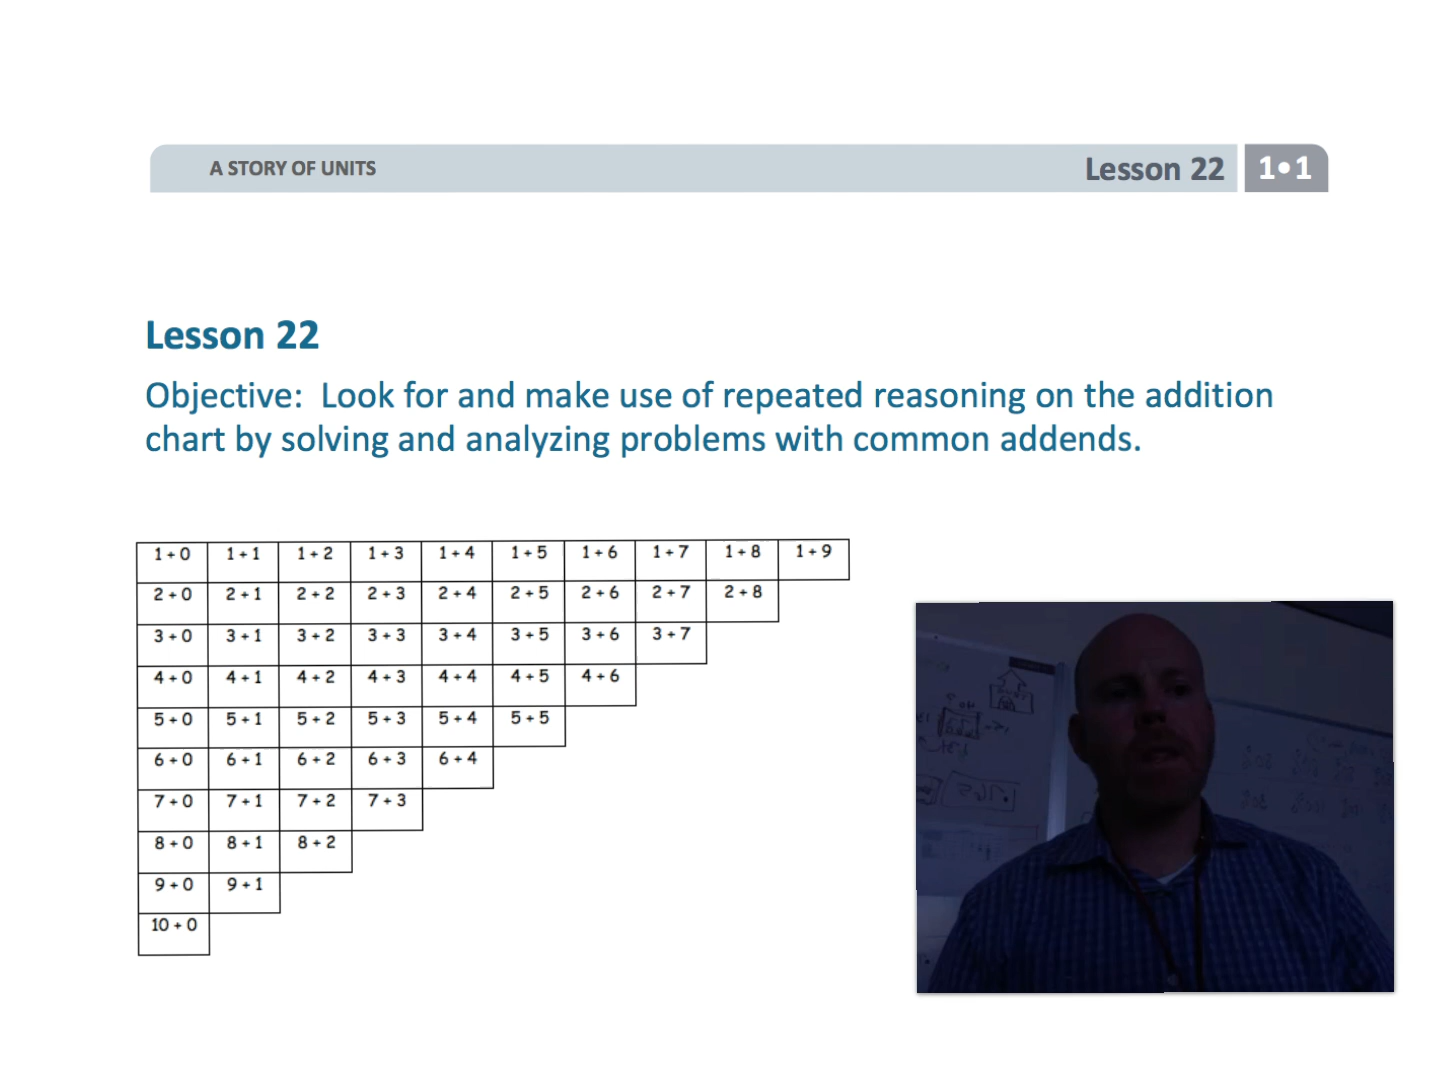 A STORY OF UNITS
Lesson 22 1•1
Lesson 22
Objective: Look for and make use of repeated reasoning on the addition
chart by solving and analyzing problems with common addends.
1 + 0 1 + 1 1 + 2 1 + 3 1 + 4 1 + 5 1 + 6 1 + 7 1 + 8 1 + 9
2 + 0 2 + 1 2 + 2 2 + 3 2 + 4 2 + 5 2 + 6 2 + 7 2 + 8
3 + 0 3 + 1 3 + 2 3 + 3 3 + 4 3 + 5 3 + 6 3 + 7
4 + 0 4 + 1 4 + 2 4 + 3 4 + 4 4 + 5 4 + 6
5 + 0 5 + 1 5 + 2 5 + 3 5 + 4 5 + 5
6 + 0 6 + 1 6 + 2 6 + 3 6 + 4
7 + 0 7 + 1 7 + 2 7 + 3
8 + 0 8 + 1 8 + 2
9 + 0 9 + 1
10 + 0